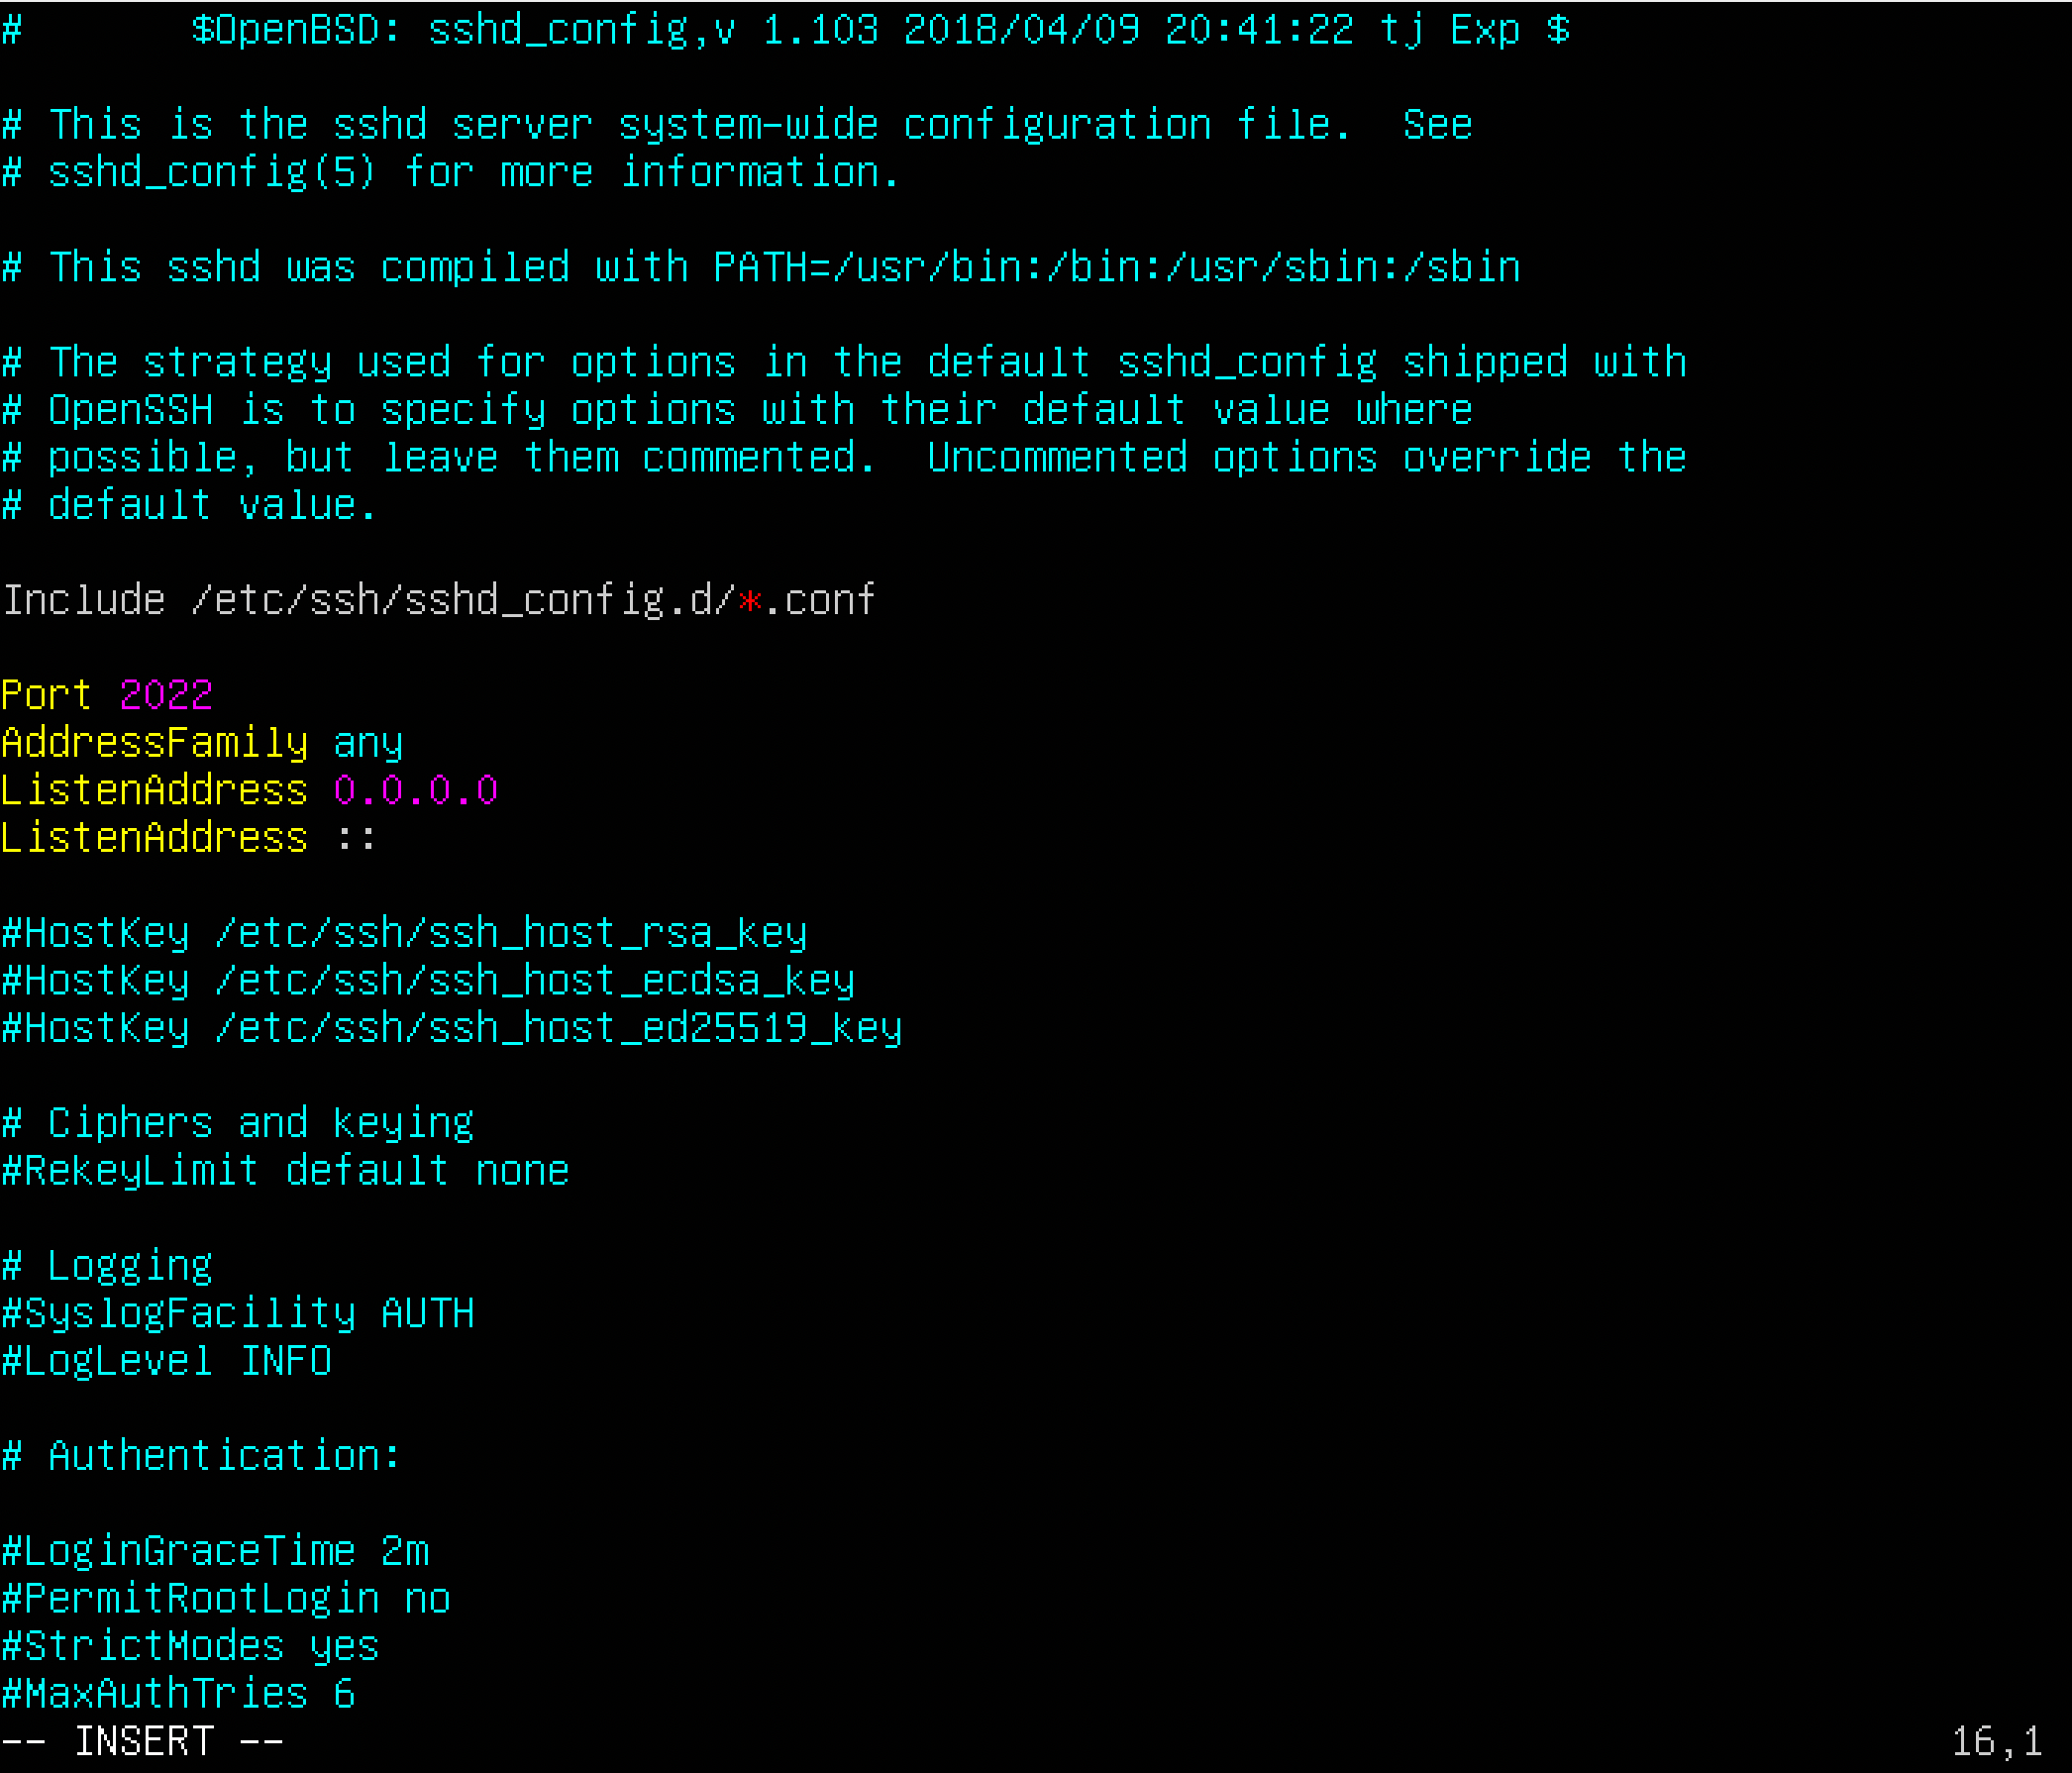 #       $OpenBSD: sshd_config,v 1.103 2018/04/09 20:41:22 tj Exp $
# This is the sshd server system-wide configuration file.  See
# sshd_config(5) for more information.
# This sshd was compiled with PATH=/usr/bin:/bin:/usr/sbin:/sbin
# The strategy used for options in the default sshd_config shipped with
# OpenSSH is to specify options with their default value where
# possible, but leave them commented.  Uncommented options override the
# default value.
Include /etc/ssh/sshd_config.d/*.conf
Port 2022
AddressFamily any
ListenAddress 0.0.0.0
ListenAddress ::
#HostKey /etc/ssh/ssh_host_rsa_key
#HostKey /etc/ssh/ssh_host_ecdsa_key
#HostKey /etc/ssh/ssh_host_ed25519_key
# Ciphers and keying
#RekeyLimit default none
# Logging
#SyslogFacility AUTH
#LogLevel INFO
# Authentication:
#LoginGraceTime 2m
#PermitRootLogin no
#StrictModes yes
#MaxAuthTries 6
-- INSERT --                                                                      16,1